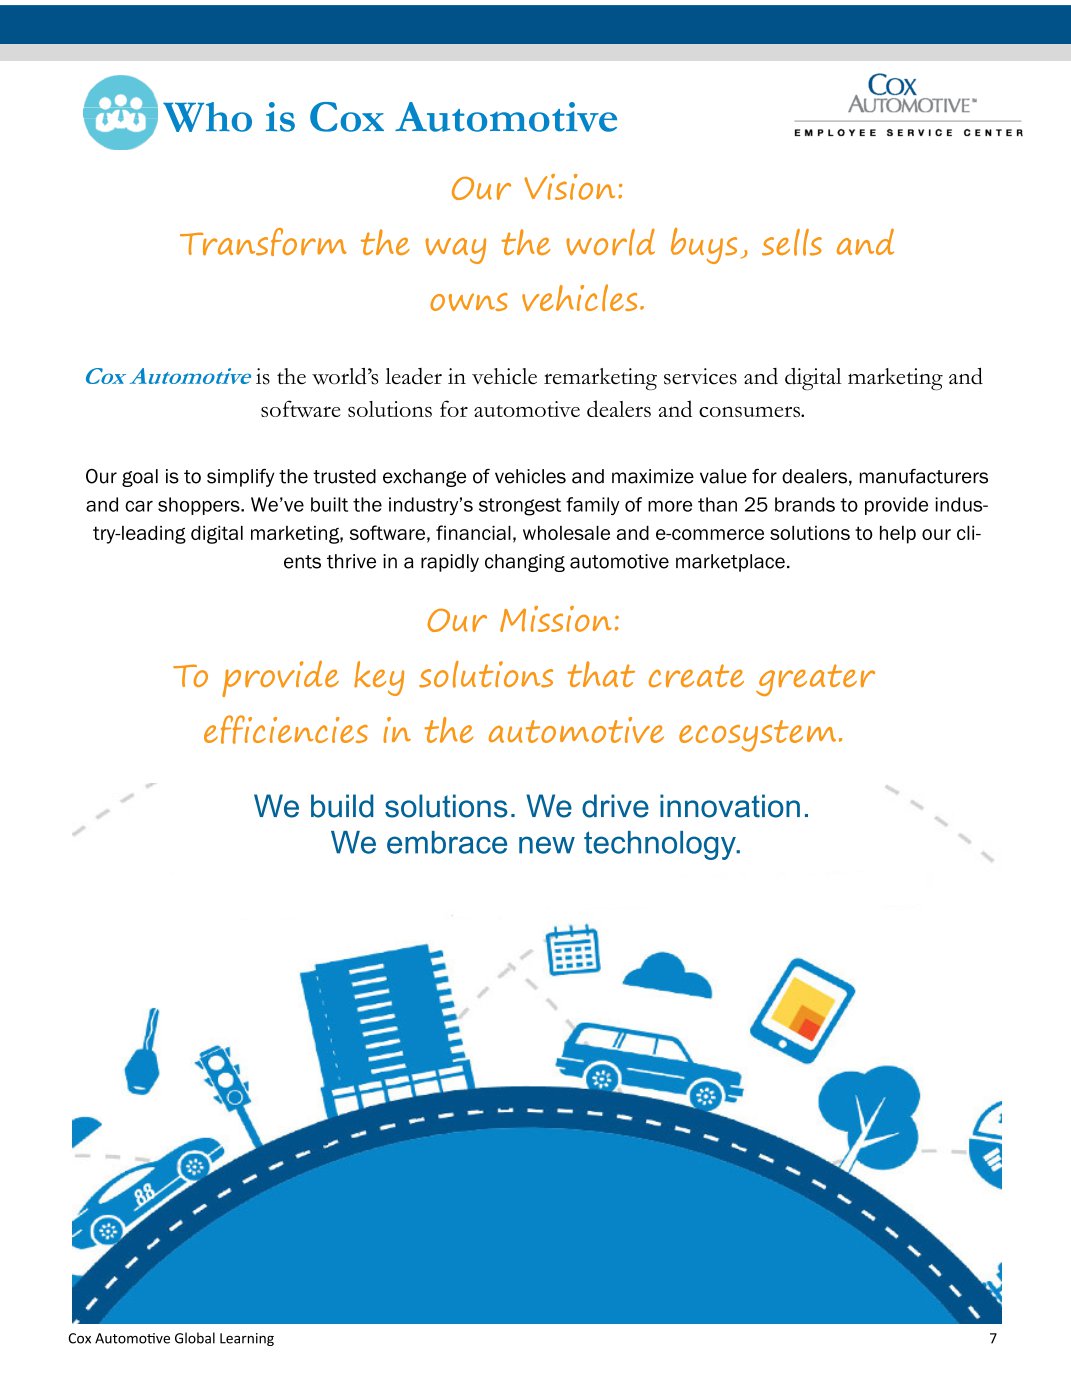 Who is Cox Automotive
COX
AUTOMOTIVE™
EMPLOYEE SERVICE CENTER
Our Vision:
Transform the way the world buys, sells and
owns vehicles.
Cox Automotive is the world’s leader in vehicle remarketing services and digital marketing and
software solutions for automotive dealers and consumers.
Our goal is to simplify the trusted exchange of vehicles and maximize value for dealers, manufacturers
and car shoppers. We’ve built the industry’s strongest family of more than 25 brands to provide indus-
try-leading digital marketing, software, financial, wholesale and e-commerce solutions to help our cli-
ents thrive in a rapidly changing automotive marketplace.
Our Mission:
To provide key solutions that create greater
efficiencies in the automotive ecosystem.
We build solutions. We drive innovation.
We embrace new technology.
88
Cox Automotive Global Learning
7